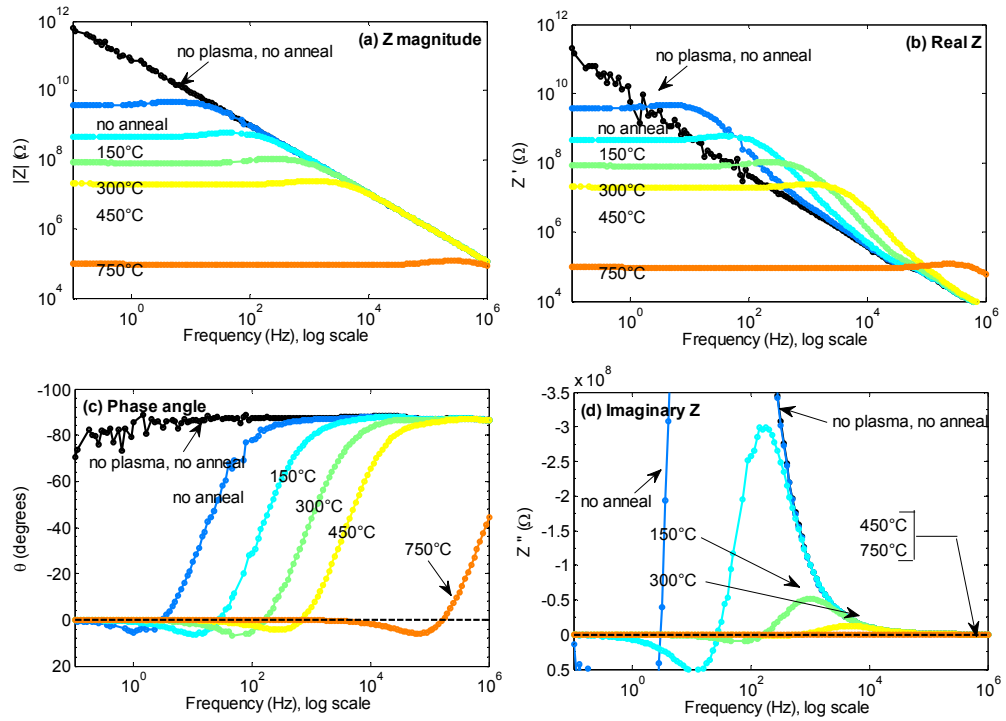 10^12
10^10
10^8
10^6
10^4
|Z| (Ω)
(a) Z magnitude
no plasma, no anneal
no anneal
150°C
300°C
450°C
750°C
10^0
10^2
10^4
10^6
Frequency (Hz), log scale
10^12
10^10
10^8
10^6
10^4
Z ' (Ω)
(b) Real Z
no plasma, no anneal
no anneal
150°C
300°C
450°C
750°C
10^0
10^2
10^4
10^6
Frequency (Hz), log scale
-100
-80
-60
-40
-20
0
20
θ (degrees)
(c) Phase angle
no plasma, no anneal
no anneal
150°C
300°C
450°C
750°C
10^0
10^2
10^4
10^6
Frequency (Hz), log scale
x 10^8
-3.5
-3
-2.5
-2
-1.5
-1
-0.5
0
0.5
Z '' (Ω)
(d) Imaginary Z
no plasma, no anneal
no anneal
150°C
300°C
450°C
750°C
10^0
10^2
10^4
10^6
Frequency (Hz), log scale